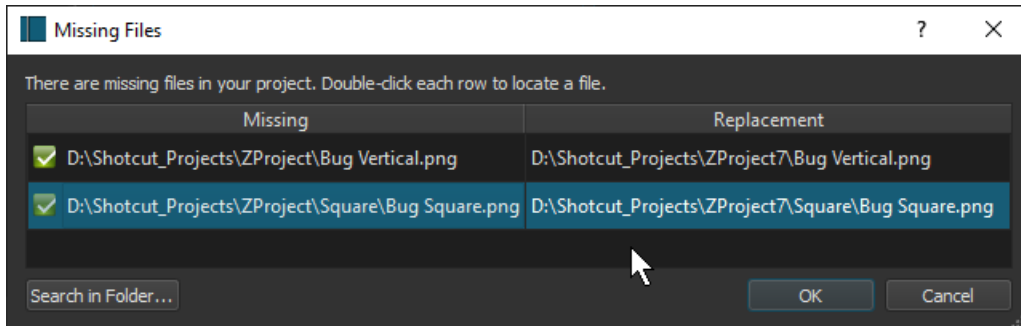 Missing Files
?
There are missing files in your project. Double-click each row to locate a file.
Missing Replacement
D:\Shotcut_Projects\ZProject\Bug Vertical.png D:\Shotcut_Projects\ZProject7\Bug Vertical.png
D:\Shotcut_Projects\ZProject\Square\Bug Square.png D:\Shotcut_Projects\ZProject7\Square\Bug Square.png
Search in Folder... OK Cancel